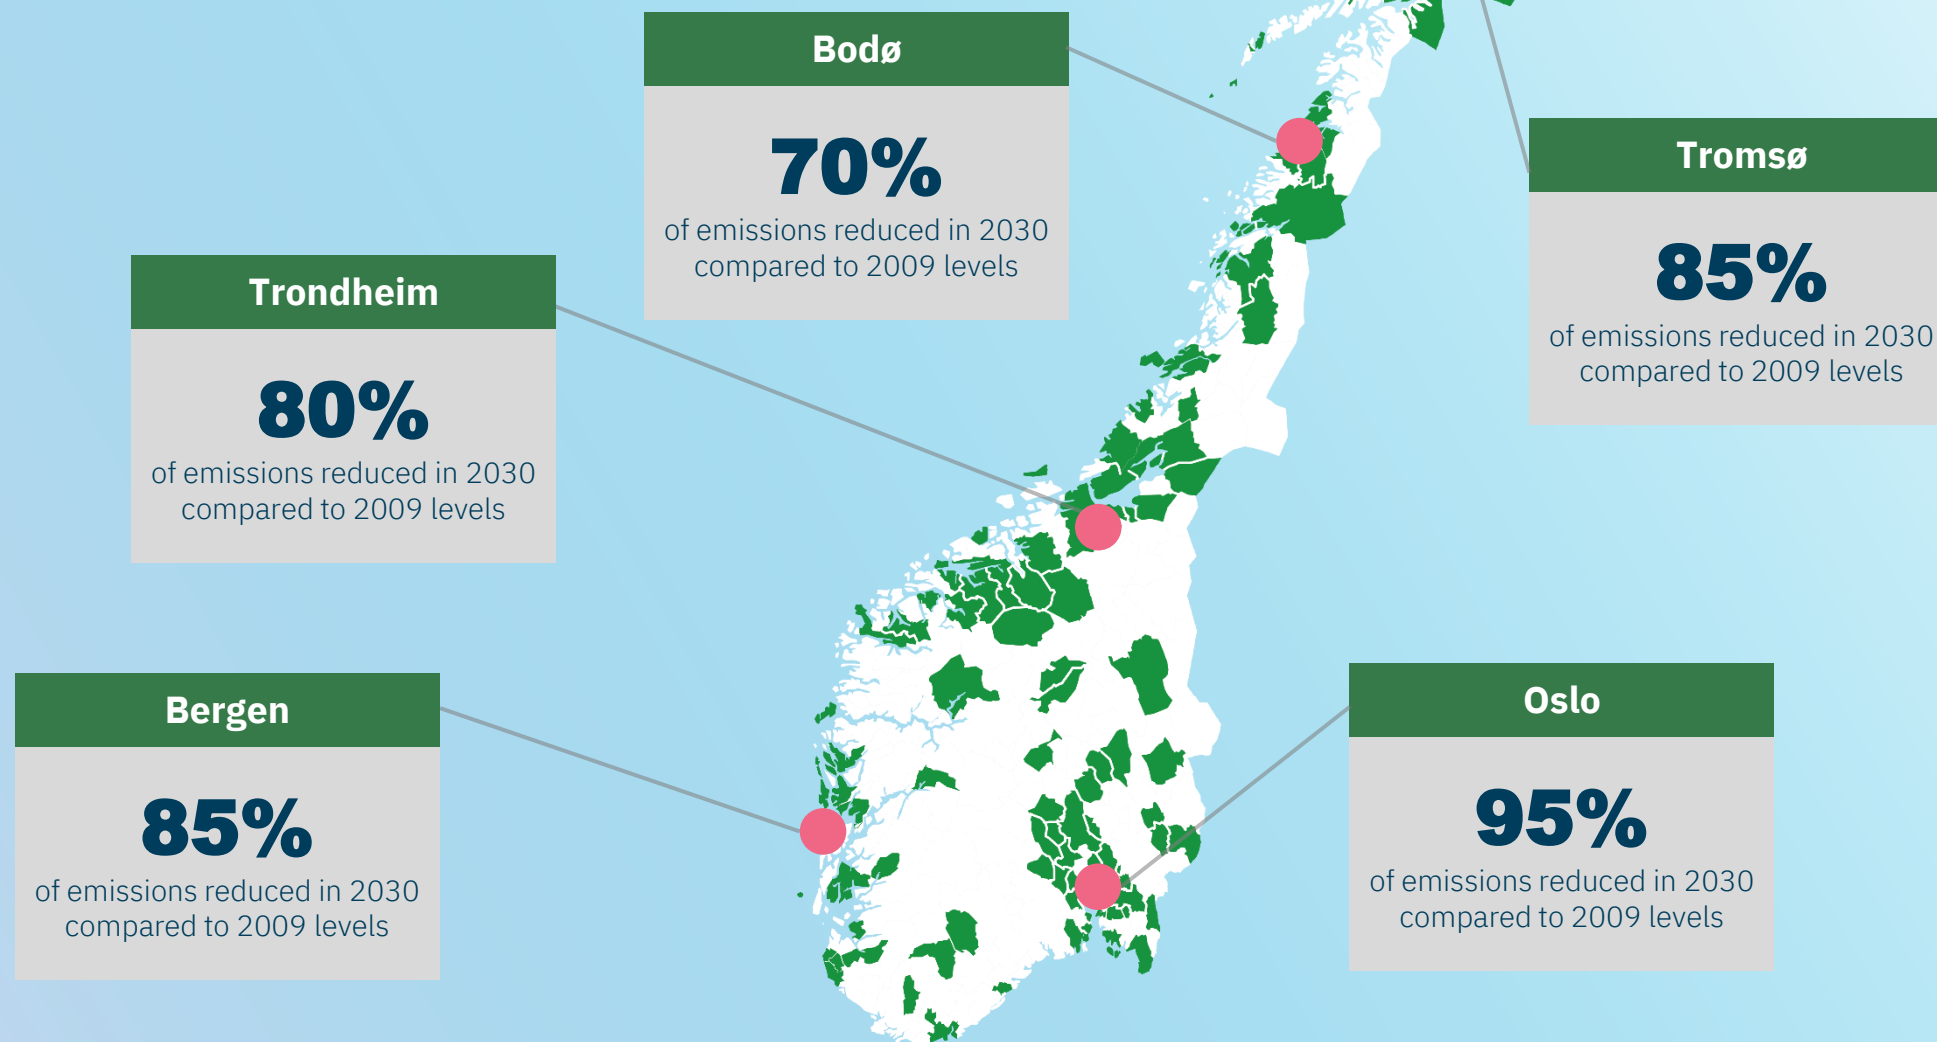 Bodø
70%
of emissions reduced in 2030
compared to 2009 levels
Tromsø
85%
of emissions reduced in 2030
compared to 2009 levels
Trondheim
80%
of emissions reduced in 2030
compared to 2009 levels
Bergen
85%
of emissions reduced in 2030
compared to 2009 levels
Oslo
95%
of emissions reduced in 2030
compared to 2009 levels